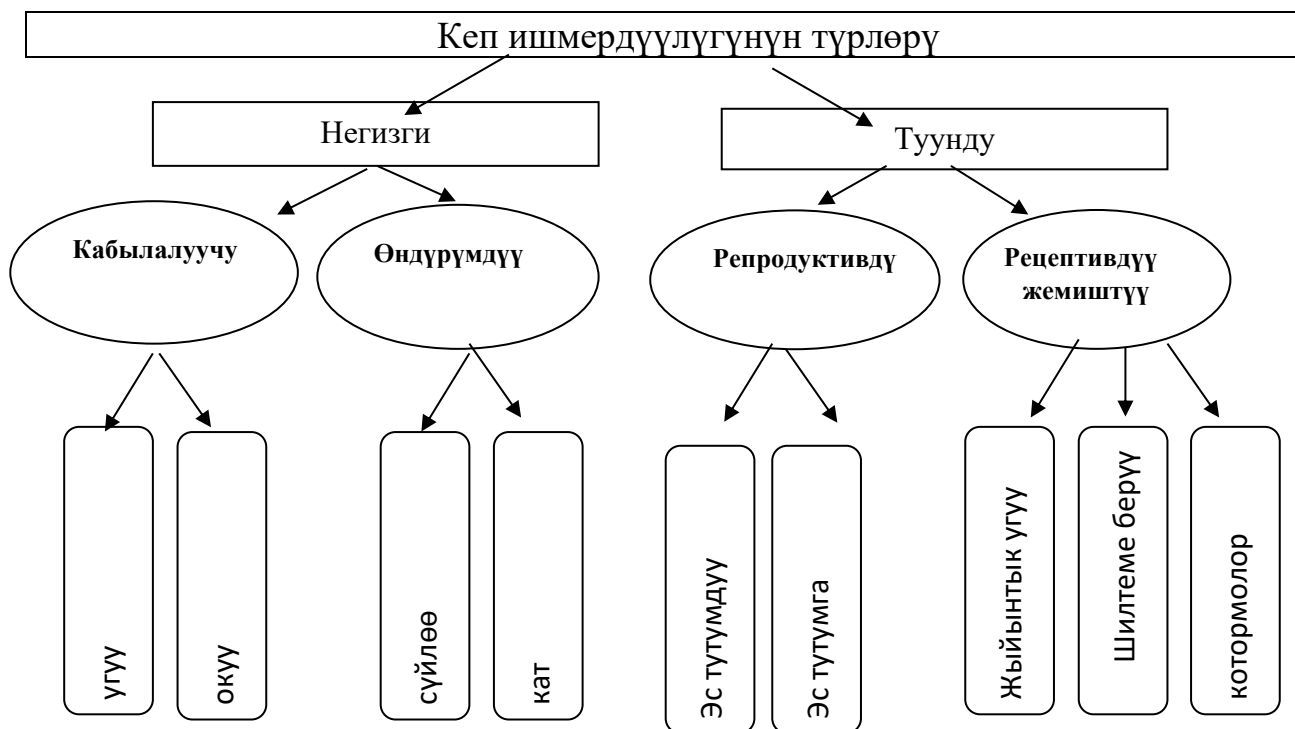 Кеп ишмердүүлүгүнүн түрлөрү
Негизги
Туунду
Кабылалуучу
Өндүрүмдүү
Репродуктивдү
Рецептивдүү
жемиштүү
угуу
окуу
сүйлөө
кат
Эс тутумдуу
Эс тутумга
Жыйынтык угуу
Шилтеме берүү
котормолор